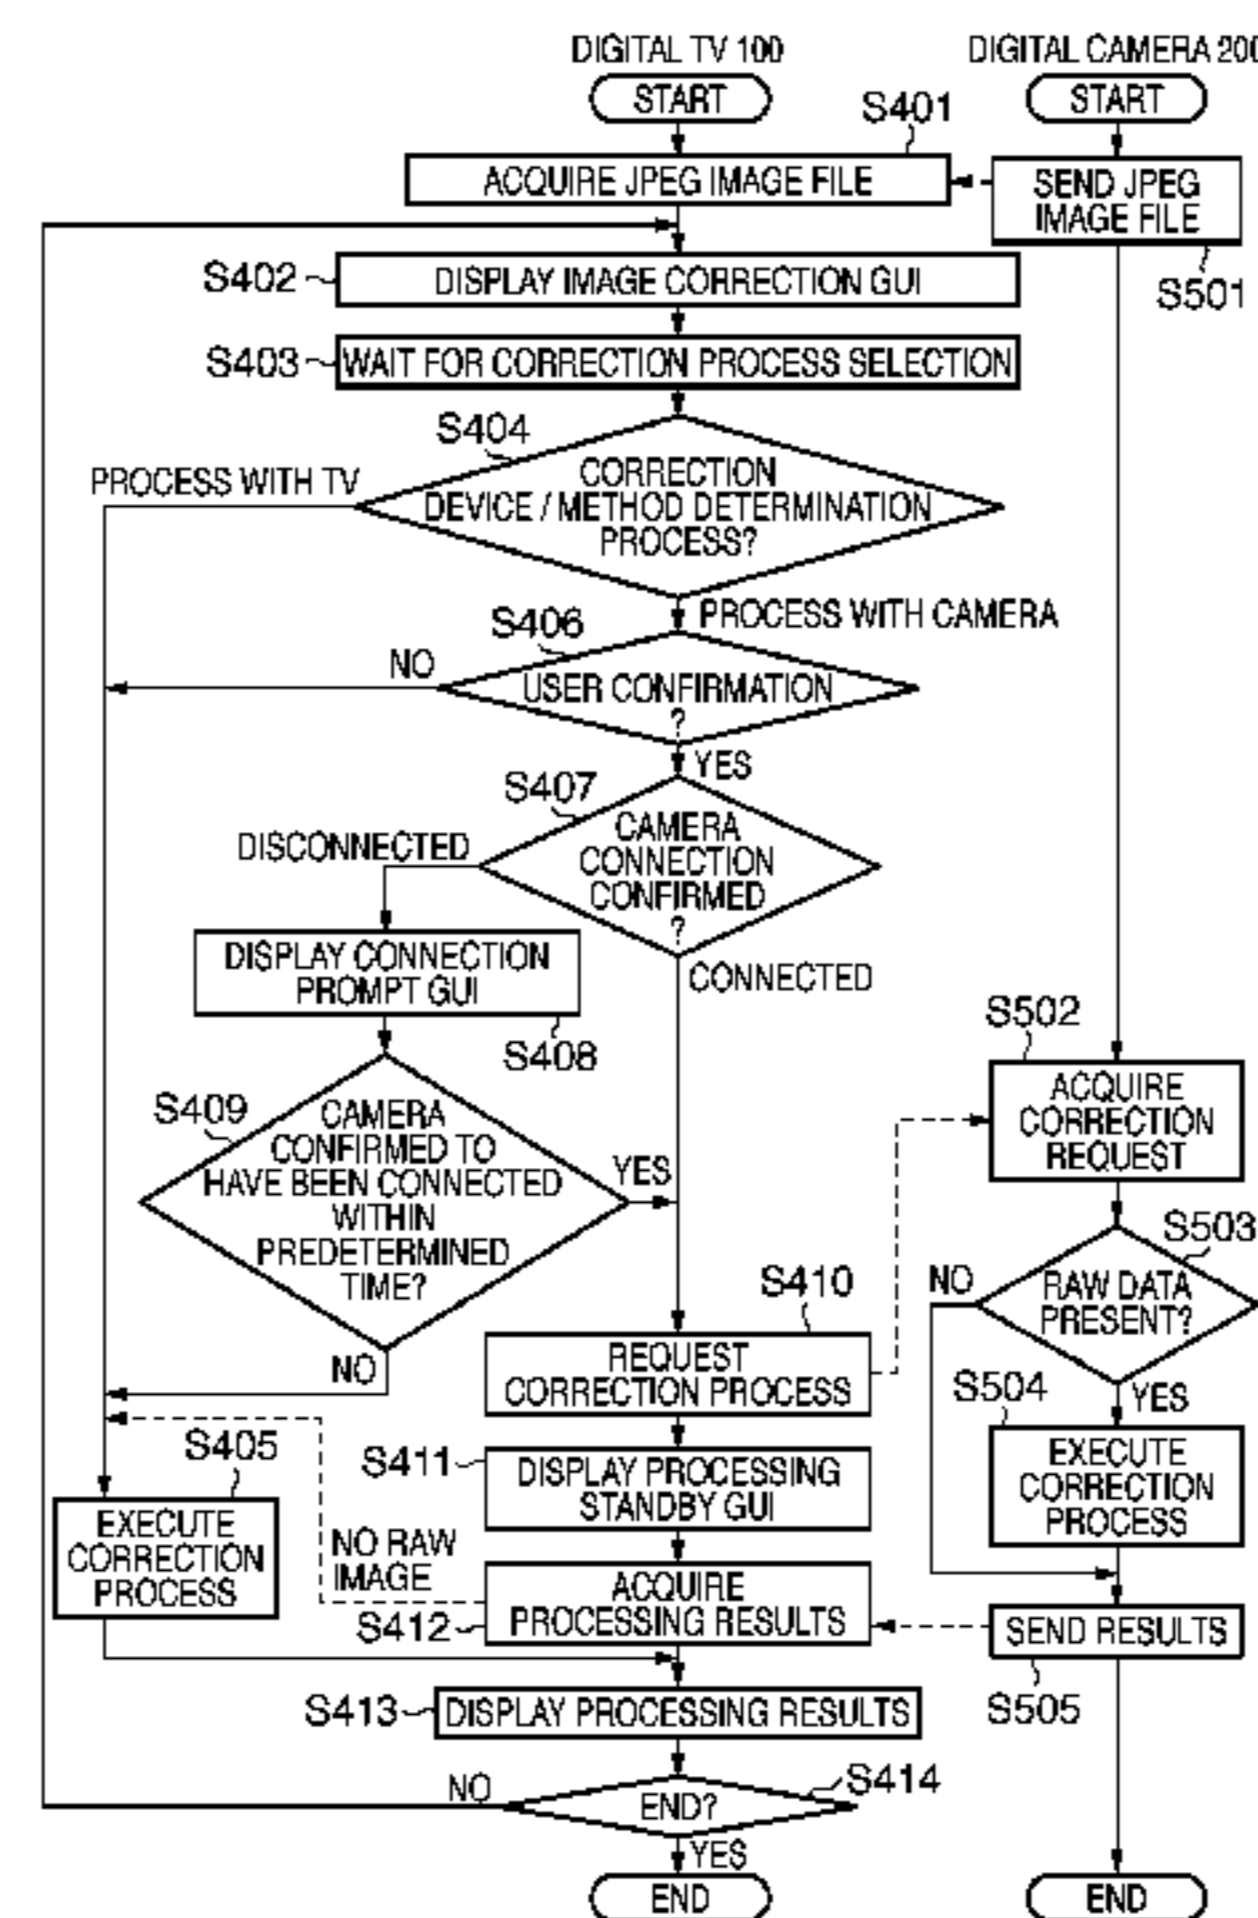 DIGITAL TV 100
DIGITAL CAMERA 200
START
START
S401
ACQUIRE JPEG IMAGE FILE
SEND JPEG
IMAGE FILE
S501
S402
DISPLAY IMAGE CORRECTION GUI
S403
WAIT FOR CORRECTION PROCESS SELECTION
S404
PROCESS WITH TV
CORRECTION
DEVICE / METHOD DETERMINATION
PROCESS?
PROCESS WITH CAMERA
S406
NO
USER CONFIRMATION
?
YES
S407
DISCONNECTED
CAMERA
CONNECTION
CONFIRMED
?
CONNECTED
DISPLAY CONNECTION
PROMPT GUI
S408
S502
ACQUIRE
CORRECTION
REQUEST
S409
CAMERA
CONFIRMED TO
HAVE BEEN CONNECTED
WITHIN
PREDETERMINED
TIME?
YES
NO
S503
RAW DATA
PRESENT?
NO
YES
S410
REQUEST
CORRECTION PROCESS
S504
EXECUTE
CORRECTION
PROCESS
S411
DISPLAY PROCESSING
STANDBY GUI
S405
EXECUTE
CORRECTION
PROCESS
NO RAW
IMAGE
S412
ACQUIRE
PROCESSING RESULTS
SEND RESULTS
S505
S413
DISPLAY PROCESSING RESULTS
S414
NO
END?
YES
END
END